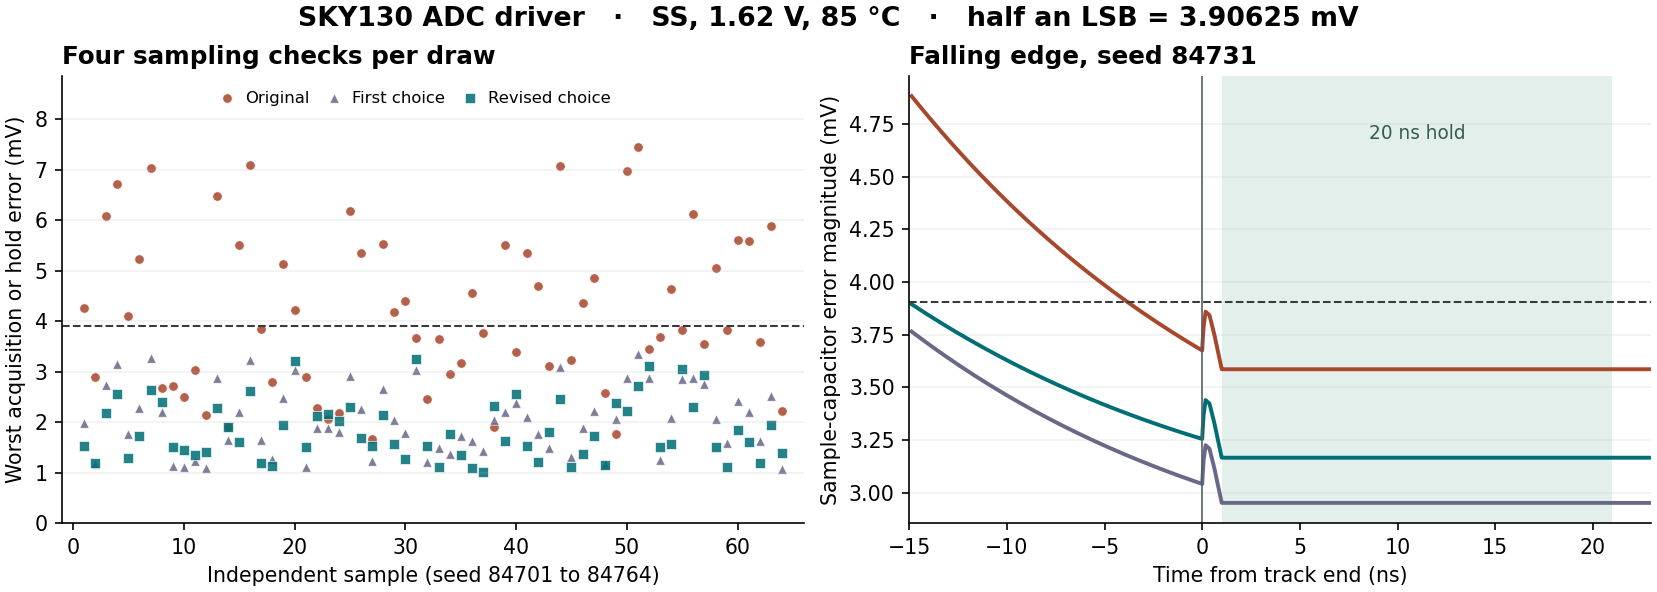 SKY130 ADC driver · SS, 1.62 V, 85 °C · half an LSB = 3.90625 mV
Four sampling checks per draw
Original First choice Revised choice
Worst acquisition or hold error (mV)
8
7
6
5
4
3
2
1
0
0 10 20 30 40 50 60
Independent sample (seed 84701 to 84764)
Falling edge, seed 84731
20 ns hold
Sample-capacitor error magnitude (mV)
4.75
4.50
4.25
4.00
3.75
3.50
3.25
3.00
−15 −10 −5 0 5 10 15 20
Time from track end (ns)